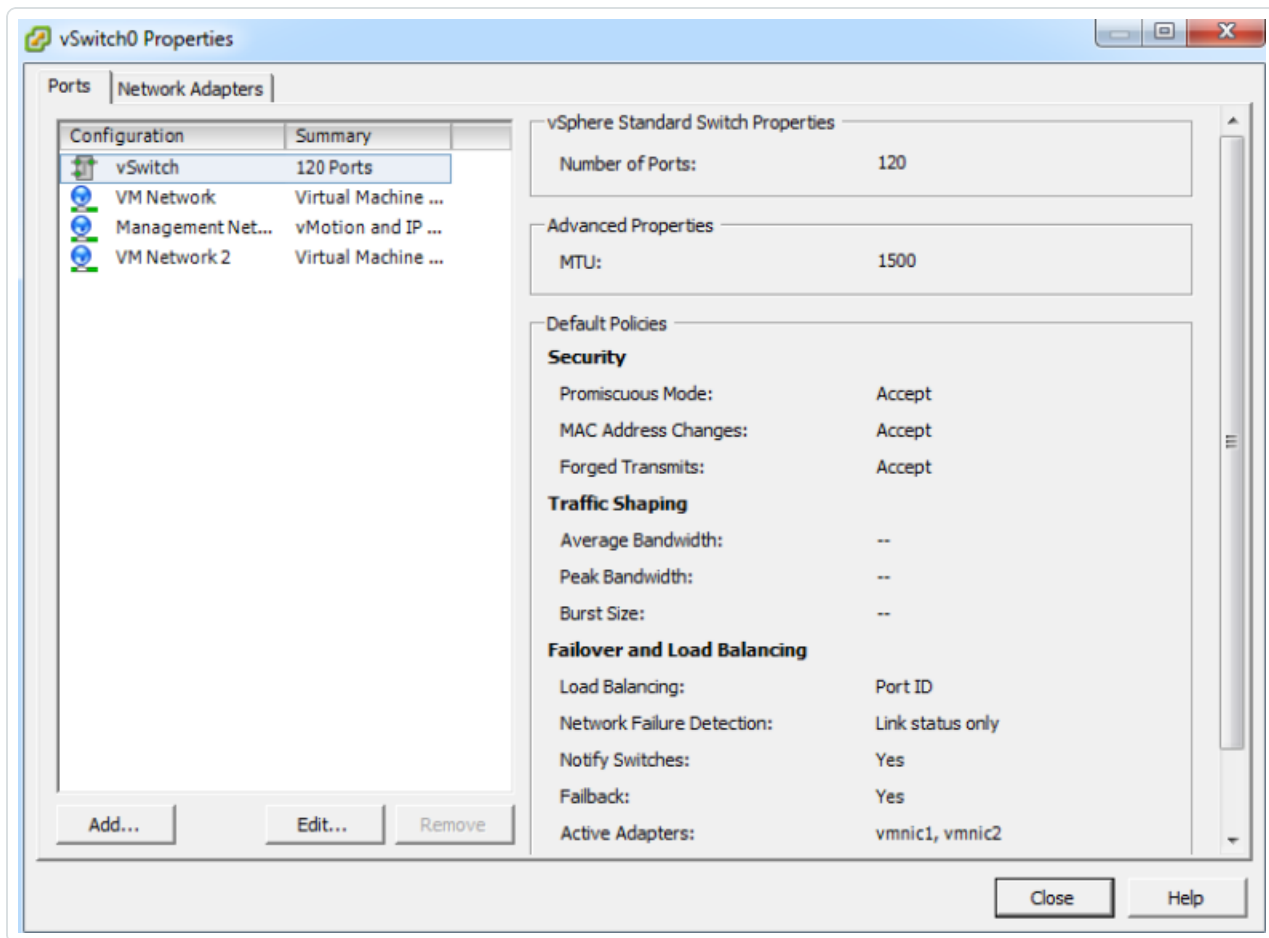 vSwitch0 Properties
Ports Network Adapters
Configuration Summary
vSwitch 120 Ports
VM Network Virtual Machine ...
Management Net... vMotion and IP ...
VM Network 2 Virtual Machine ...
Add... Edit... Remove
vSphere Standard Switch Properties
Number of Ports: 120
Advanced Properties
MTU: 1500
Default Policies
Security
Promiscuous Mode: Accept
MAC Address Changes: Accept
Forged Transmits: Accept
Traffic Shaping
Average Bandwidth: --
Peak Bandwidth: --
Burst Size: --
Failover and Load Balancing
Load Balancing: Port ID
Network Failure Detection: Link status only
Notify Switches: Yes
Failback: Yes
Active Adapters: vmnic1, vmnic2
Close Help